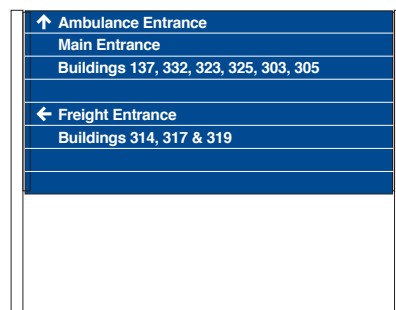 ↑ Ambulance Entrance
Main Entrance
Buildings 137, 332, 323, 325, 303, 305
← Freight Entrance
Buildings 314, 317 & 319